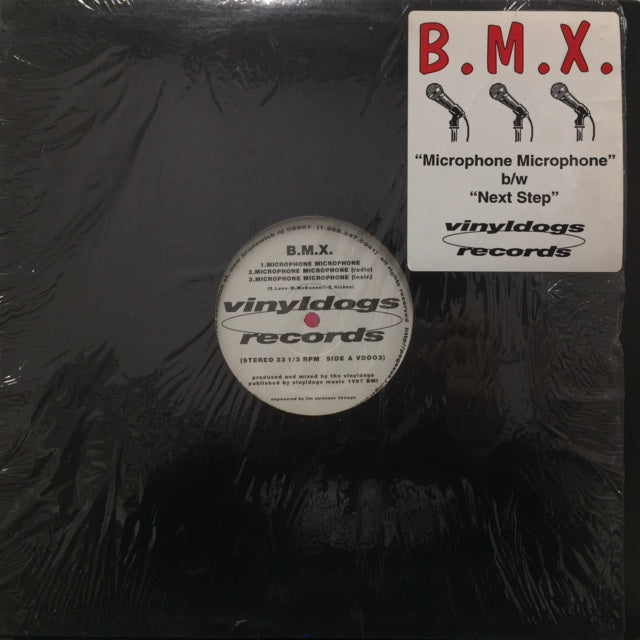 B.M.X.
"Microphone Microphone"
b/w
"Next Step"
vinyldogs
records
B.M.X.
1.MICROPHONE MICROPHONE
2.MICROPHONE MICROPHONE (radio)
3.MICROPHONE MICROPHONE (instr)
vinyldogs
records
(STEREO 33 1/3 RPM SIDE A VD003)
produced and mixed by the vinyldogs
published by vinyldogs music 1997 BMI